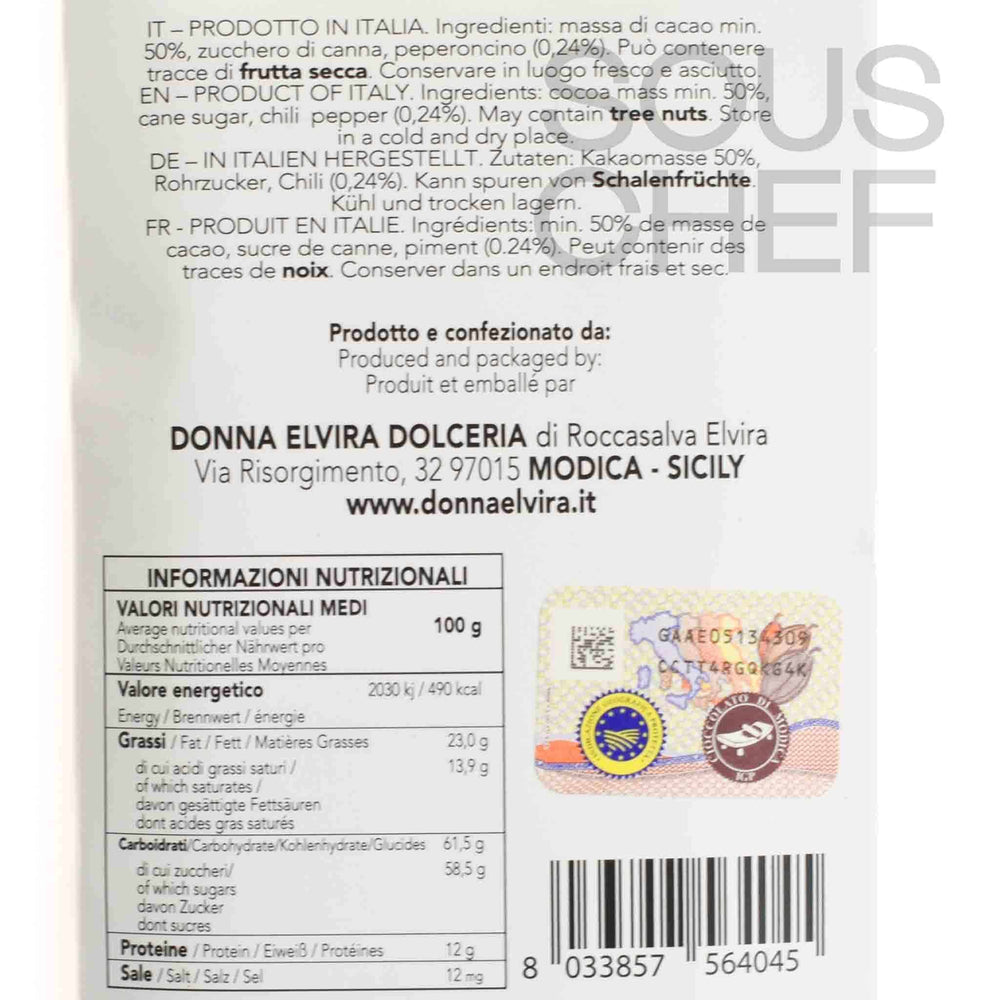 IT – PRODOTTO IN ITALIA. Ingredienti: massa di cacao min.
50%, zucchero di canna, peperoncino (0,24%). Può contenere
tracce di frutta secca. Conservare in luogo fresco e asciutto.
EN – PRODUCT OF ITALY. Ingredients: cocoa mass min. 50%,
cane sugar, chili pepper (0,24%). May contain tree nuts. Store
in a cold and dry place.
DE – IN ITALIEN HERGESTELLT. Zutaten: Kakaomasse 50%,
Rohrzucker, Chili (0,24%). Kann spuren von Schalenfrüchte.
Kühl und trocken lagern.
FR - PRODUIT EN ITALIE. Ingrédients: min. 50% de masse de
cacao, sucre de canne, piment (0.24%). Peut contenir des
traces de noix. Conserver dans un endroit frais et sec.
SOUS
CHEF
Prodotto e confezionato da:
Produced and packaged by:
Produit et emballé par
DONNA ELVIRA DOLCERIA di Roccasalva Elvira
Via Risorgimento, 32 97015 MODICA - SICILY
www.donnaelvira.it
INFORMAZIONI NUTRIZIONALI
VALORI NUTRIZIONALI MEDI
Average nutritional values per 100 g
Durchschnittlicher Nährwert pro
Valeurs Nutritionelles Moyennes
Valore energetico 2030 kj / 490 kcal
Energy / Brennwert / énergie
Grassi / Fat / Fett / Matières Grasses 23,0 g
di cui acidi grassi saturi / 13,9 g
of which saturates /
davon gesättigte Fettsäuren
dont acides gras saturés
Carboidrati/Carbohydrate/Kohlenhydrate/Glucides 61,5 g
di cui zuccheri/ 58,5 g
of which sugars
davon Zucker
dont sucres
Proteine / Protein / Eiweiß / Protéines 12 g
Sale / Salt / Salz / Sel 12 mg
GAAE05134309
CCTT4RGQKG4K
INDICAZIONE GEOGRAFICA PROTETTA
CIOCCOLATO DI MODICA
IGP
8 033857 564045